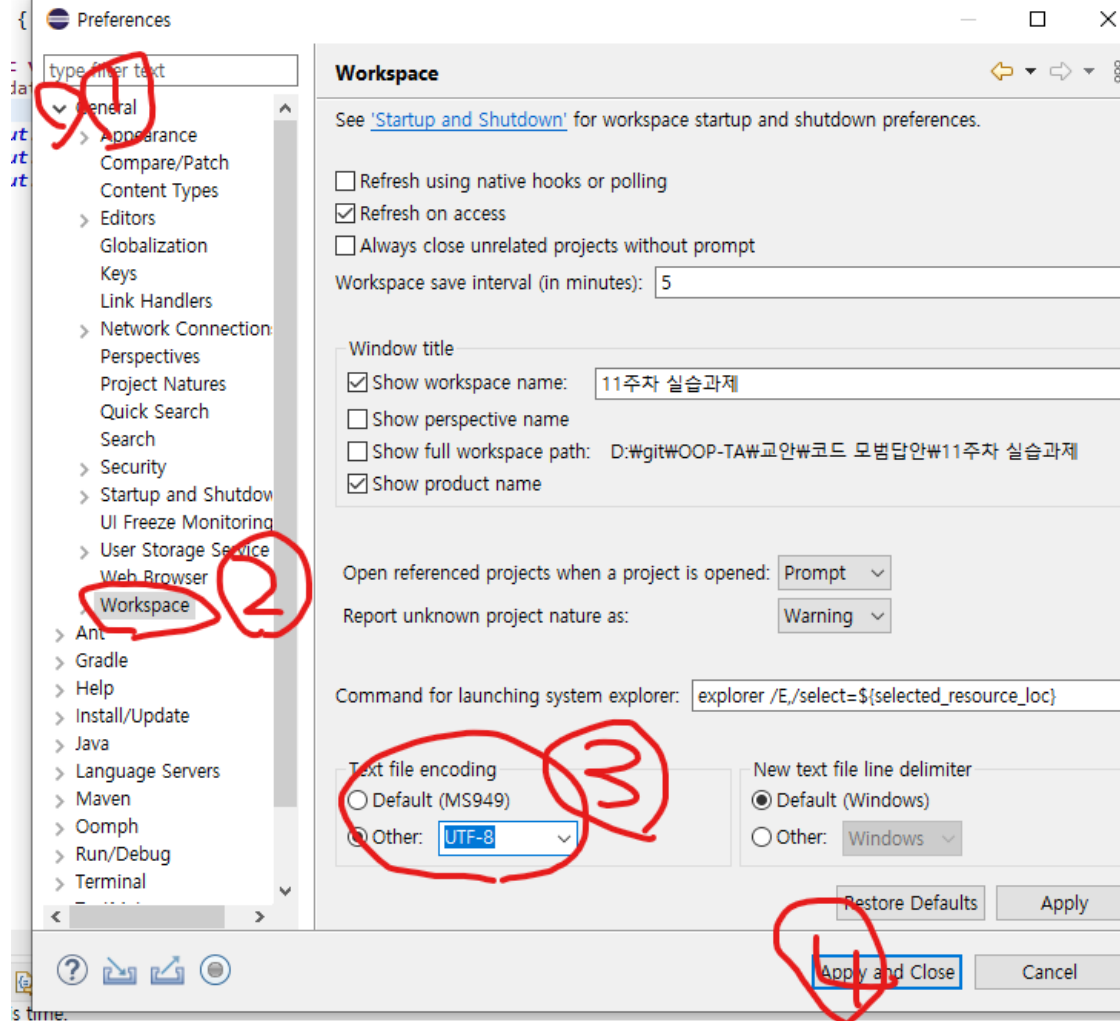 {
Preferences
type filter text
General
Appearance
Compare/Patch
Content Types
Editors
Globalization
Keys
Link Handlers
Network Connection
Perspectives
Project Natures
Quick Search
Search
Security
Startup and Shutdow
UI Freeze Monitoring
User Storage Service
Web Browser
Workspace
Ant
Gradle
Help
Install/Update
Java
Language Servers
Maven
Oomph
Run/Debug
Terminal
1
2
Workspace
See 'Startup and Shutdown' for workspace startup and shutdown preferences.
Refresh using native hooks or polling
Refresh on access
Always close unrelated projects without prompt
Workspace save interval (in minutes): 5
Window title
Show workspace name: 11주차 실습과제
Show perspective name
Show full workspace path: D:₩git₩OOP-TA₩교안₩코드 모범답안₩11주차 실습과제
Show product name
Open referenced projects when a project is opened: Prompt
Report unknown project nature as: Warning
Command for launching system explorer: explorer /E,/select=${selected_resource_loc}
Text file encoding
Default (MS949)
Other: UTF-8
3
New text file line delimiter
Default (Windows)
Other: Windows
Restore Defaults Apply
4
Apply and Close Cancel
s time.